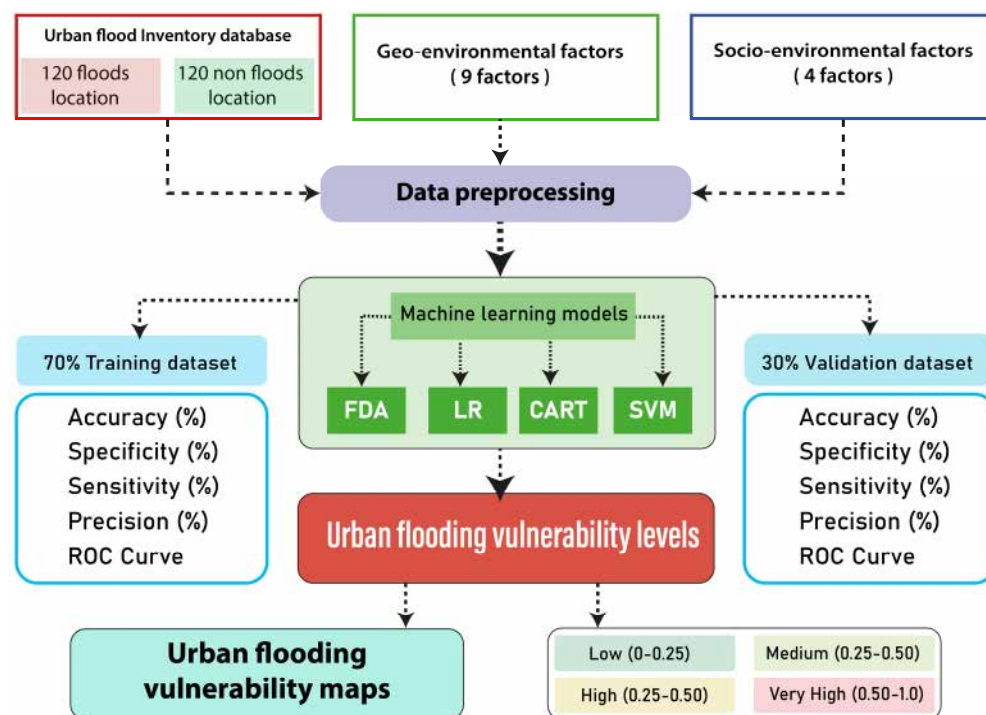 Urban flood Inventory database
120 floods
location
120 non floods
location
Geo-environmental factors
( 9 factors )
Socio-environmental factors
( 4 factors )
Data preprocessing
Machine learning models
FDA
LR
CART
SVM
70% Training dataset
Accuracy (%)
Specificity (%)
Sensitivity (%)
Precision (%)
ROC Curve
30% Validation dataset
Accuracy (%)
Specificity (%)
Sensitivity (%)
Precision (%)
ROC Curve
Urban flooding vulnerability levels
Urban flooding
vulnerability maps
Low (0-0.25)
Medium (0.25-0.50)
High (0.25-0.50)
Very High (0.50-1.0)